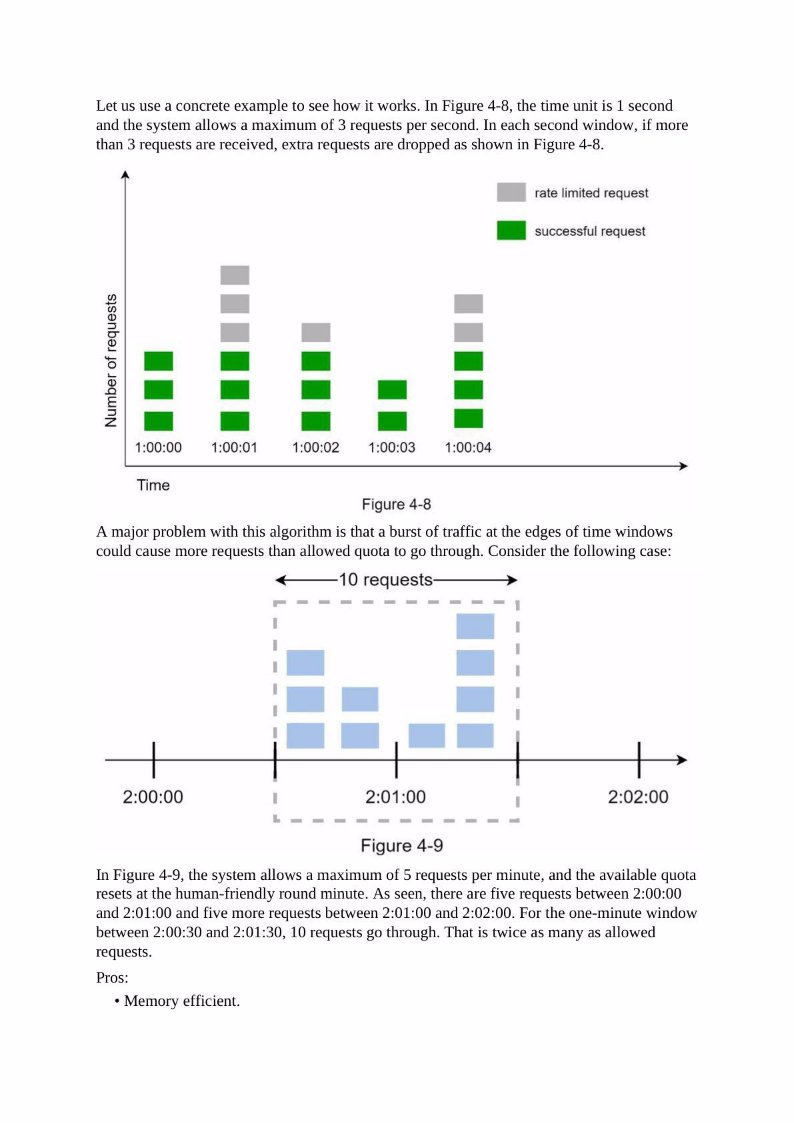 Let us use a concrete example to see how it works. In Figure 4-8, the time unit is 1 second
and the system allows a maximum of 3 requests per second. In each second window, if more
than 3 requests are received, extra requests are dropped as shown in Figure 4-8.
rate limited request
successful request
Number of requests
1:00:00 1:00:01 1:00:02 1:00:03 1:00:04
Time
Figure 4-8
A major problem with this algorithm is that a burst of traffic at the edges of time windows
could cause more requests than allowed quota to go through. Consider the following case:
10 requests
2:00:00 2:01:00 2:02:00
Figure 4-9
In Figure 4-9, the system allows a maximum of 5 requests per minute, and the available quota
resets at the human-friendly round minute. As seen, there are five requests between 2:00:00
and 2:01:00 and five more requests between 2:01:00 and 2:02:00. For the one-minute window
between 2:00:30 and 2:01:30, 10 requests go through. That is twice as many as allowed
requests.
Pros:
• Memory efficient.